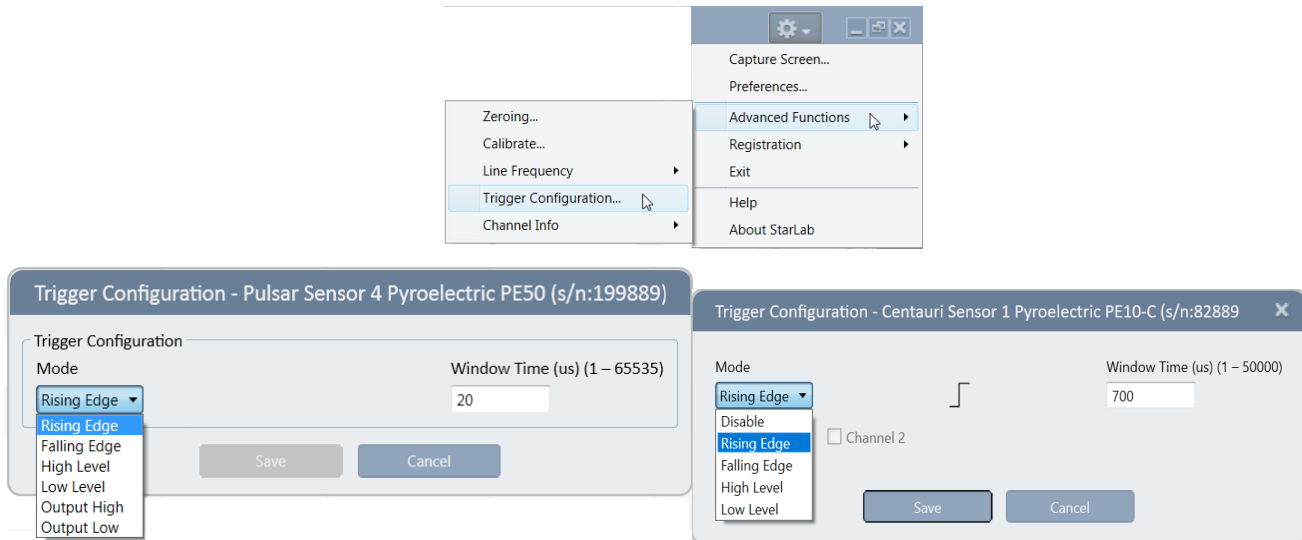 Capture Screen...
Preferences...
Advanced Functions
Registration
Exit
Help
About StarLab
Zeroing...
Calibrate...
Line Frequency
Trigger Configuration...
Channel Info
Trigger Configuration - Pulsar Sensor 4 Pyroelectric PE50 (s/n:199889)
Trigger Configuration
Mode
Window Time (us) (1 – 65535)
Rising Edge
20
Rising Edge
Falling Edge
High Level
Low Level
Output High
Output Low
Save
Cancel
Trigger Configuration - Centauri Sensor 1 Pyroelectric PE10-C (s/n:82889
Mode
Window Time (us) (1 – 50000)
Rising Edge
700
Disable
Rising Edge
Falling Edge
High Level
Low Level
Channel 2
Save
Cancel